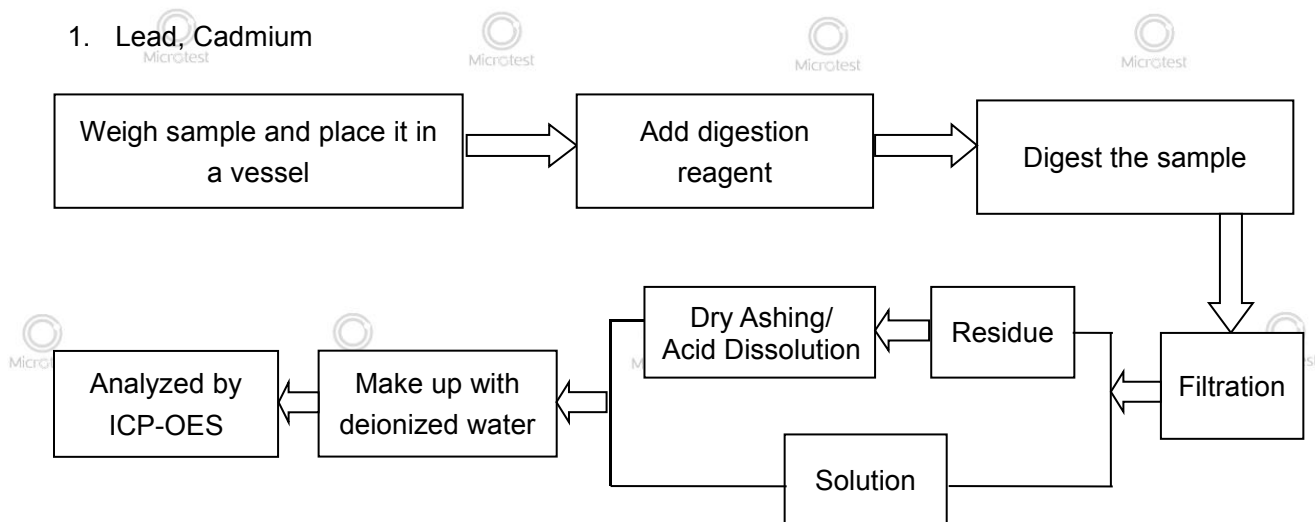 1. Lead, Cadmium
Microtest
Microtest
Microtest
Microtest
Weigh sample and place it in
a vessel
Add digestion
reagent
Digest the sample
Dry Ashing/
Acid Dissolution
Residue
Filtration
Analyzed by
ICP-OES
Make up with
deionized water
Solution